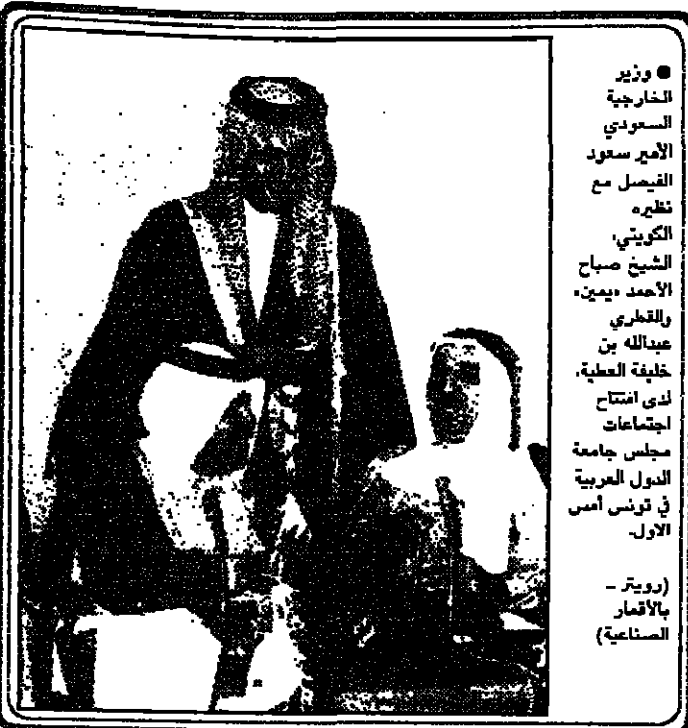 ● وزير
الخارجية
السعودي
الأمير سعود
الفيصل مع
نظيره
الكويتي،
الشيخ صباح
الأحمد «يمين»
والقطري
عبدالله بن
خليفة العطية،
لدى افتتاح
اجتماعات
مجلس جامعة
الدول العربية
في تونس أمس
الاول.
(رويتر –
بالأقمار
الصناعية)